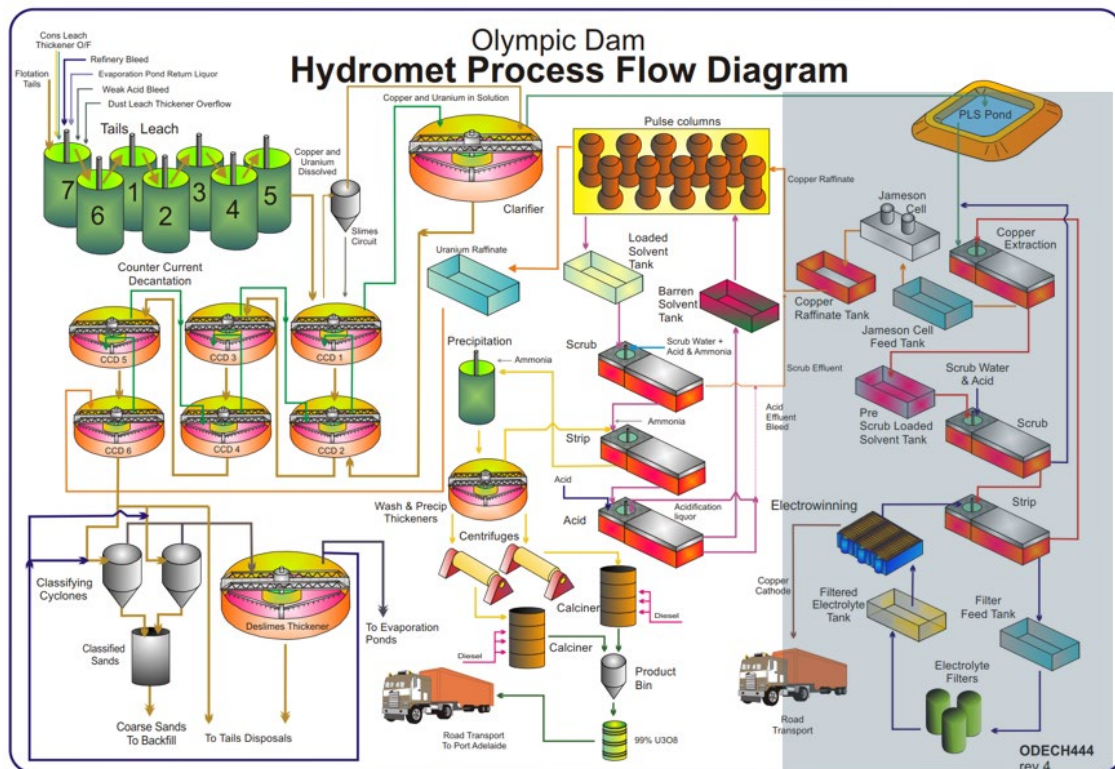 Olympic Dam
Hydromet Process Flow Diagram
Cons Leach
Thickener O/F
Refinery Bleed
Flotation
Tails
Evaporation Pond Return Liquor
Weak Acid Bleed
Dust Leach Thickener Overflow
Tails Leach
7
6
1
2
3
4
5
Copper and
Uranium
Dissolved
Slimes
Circuit
Copper and Uranium in Solution
Clarifier
Pulse columns
PLS Pond
Copper Raffinate
Jameson
Cell
Copper
Extraction
Copper
Raffinate Tank
Jameson Cell
Feed Tank
Uranium Raffinate
Loaded
Solvent
Tank
Barren
Solvent
Tank
Counter Current
Decantation
CCD 5
CCD 3
CCD 1
CCD 6
CCD 4
CCD 2
Precipitation
Ammonia
Scrub
Scrub Water +
Acid & Ammonia
Scrub Effluent
Acid
Effluent
Bleed
Ammonia
Strip
Acid
Acidification
liquor
Acid
Scrub Water
& Acid
Pre
Scrub Loaded
Solvent Tank
Scrub
Strip
Electrowinning
Copper
Cathode
Filtered
Electrolyte
Tank
Filter
Feed Tank
Electrolyte
Filters
Wash & Precip
Thickeners
Centrifuges
Calciner
Diesel
Calciner
Diesel
Product
Bin
99% U3O8
Road Transport
To Port Adelaide
Road
Transport
Classifying
Cyclones
Classified
Sands
Deslimes Thickener
To Evaporation
Ponds
Coarse Sands
To Backfill
To Tails Disposals
ODECH444
rev 4